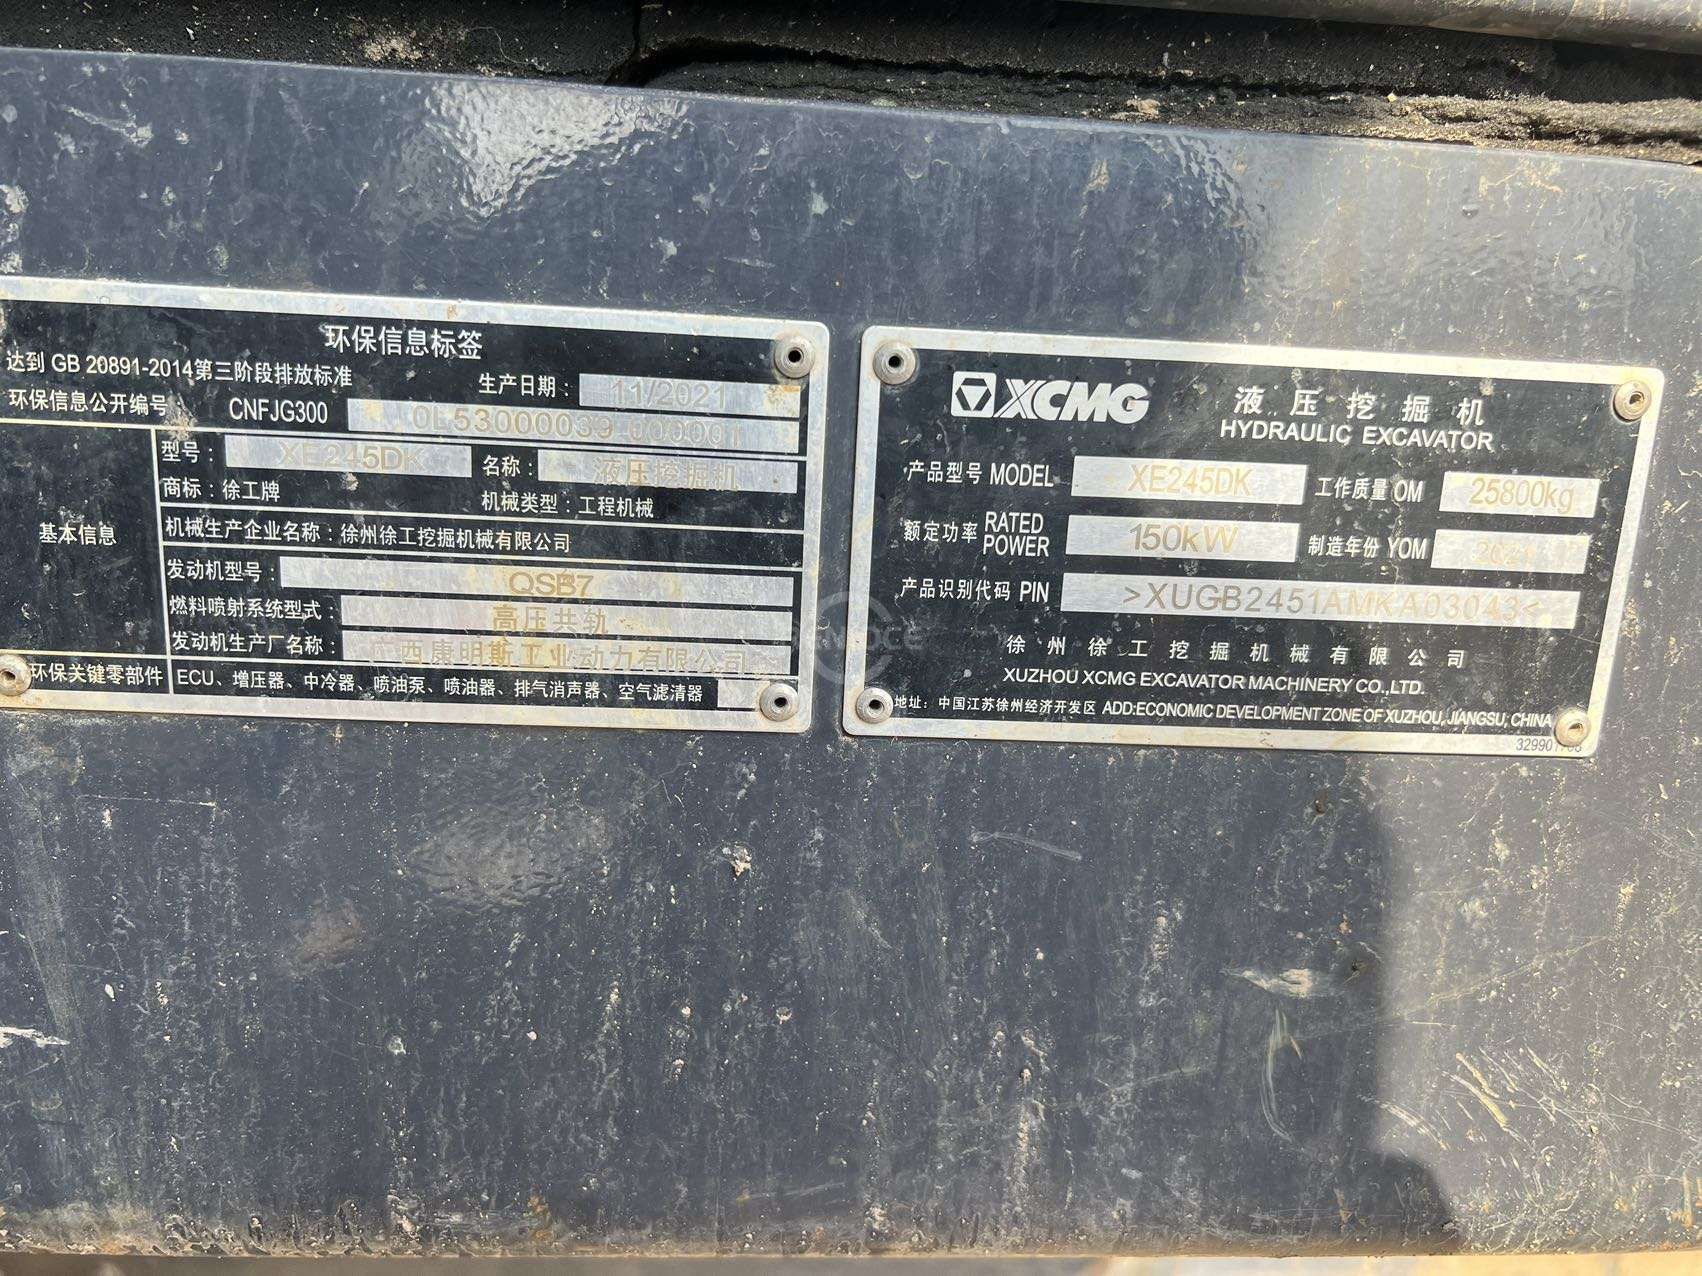 环保信息标签
达到 GB 20891-2014第三阶段排放标准
生产日期: 11/2021
环保信息公开编号 CNFJG300 0L53000039 000001
基本信息
型号: XE245DK 名称: 液压挖掘机
商标: 徐工牌 机械类型: 工程机械
机械生产企业名称: 徐州徐工挖掘机械有限公司
发动机型号: QSB7
燃料喷射系统型式: 高压共轨
发动机生产厂名称: 广西康明斯工业动力有限公司
环保关键零部件 ECU、增压器、中冷器、喷油泵、喷油器、排气消声器、空气滤清器
XCMG 液压挖掘机
HYDRAULIC EXCAVATOR
产品型号 MODEL XE245DK 工作质量 OM 25800kg
额定功率 RATED POWER 150kW 制造年份 YOM 2021
产品识别代码 PIN >XUGB2451AMKA03043<
徐州徐工挖掘机械有限公司
XUZHOU XCMG EXCAVATOR MACHINERY CO.,LTD.
地址: 中国江苏徐州经济开发区 ADD:ECONOMIC DEVELOPMENT ZONE OF XUZHOU, JIANGSU, CHINA